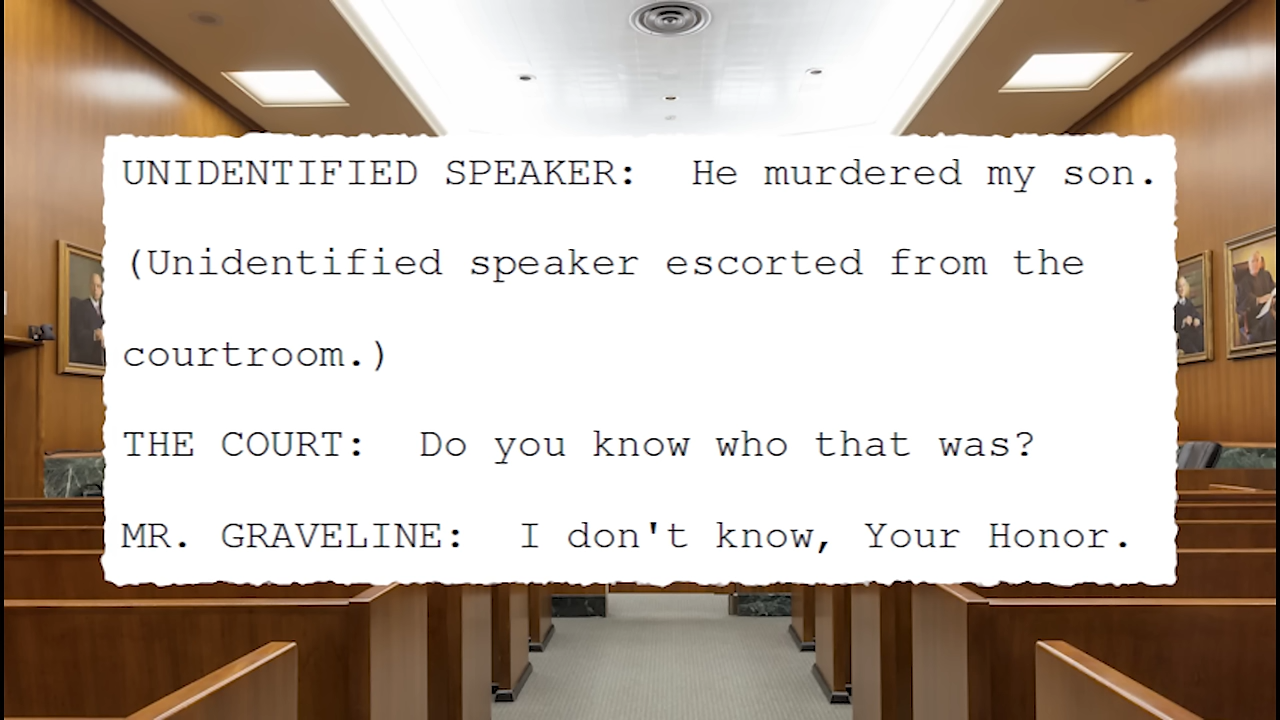 UNIDENTIFIED SPEAKER: He murdered my son.
(Unidentified speaker escorted from the
courtroom.)
THE COURT: Do you know who that was?
MR. GRAVELINE: I don't know, Your Honor.